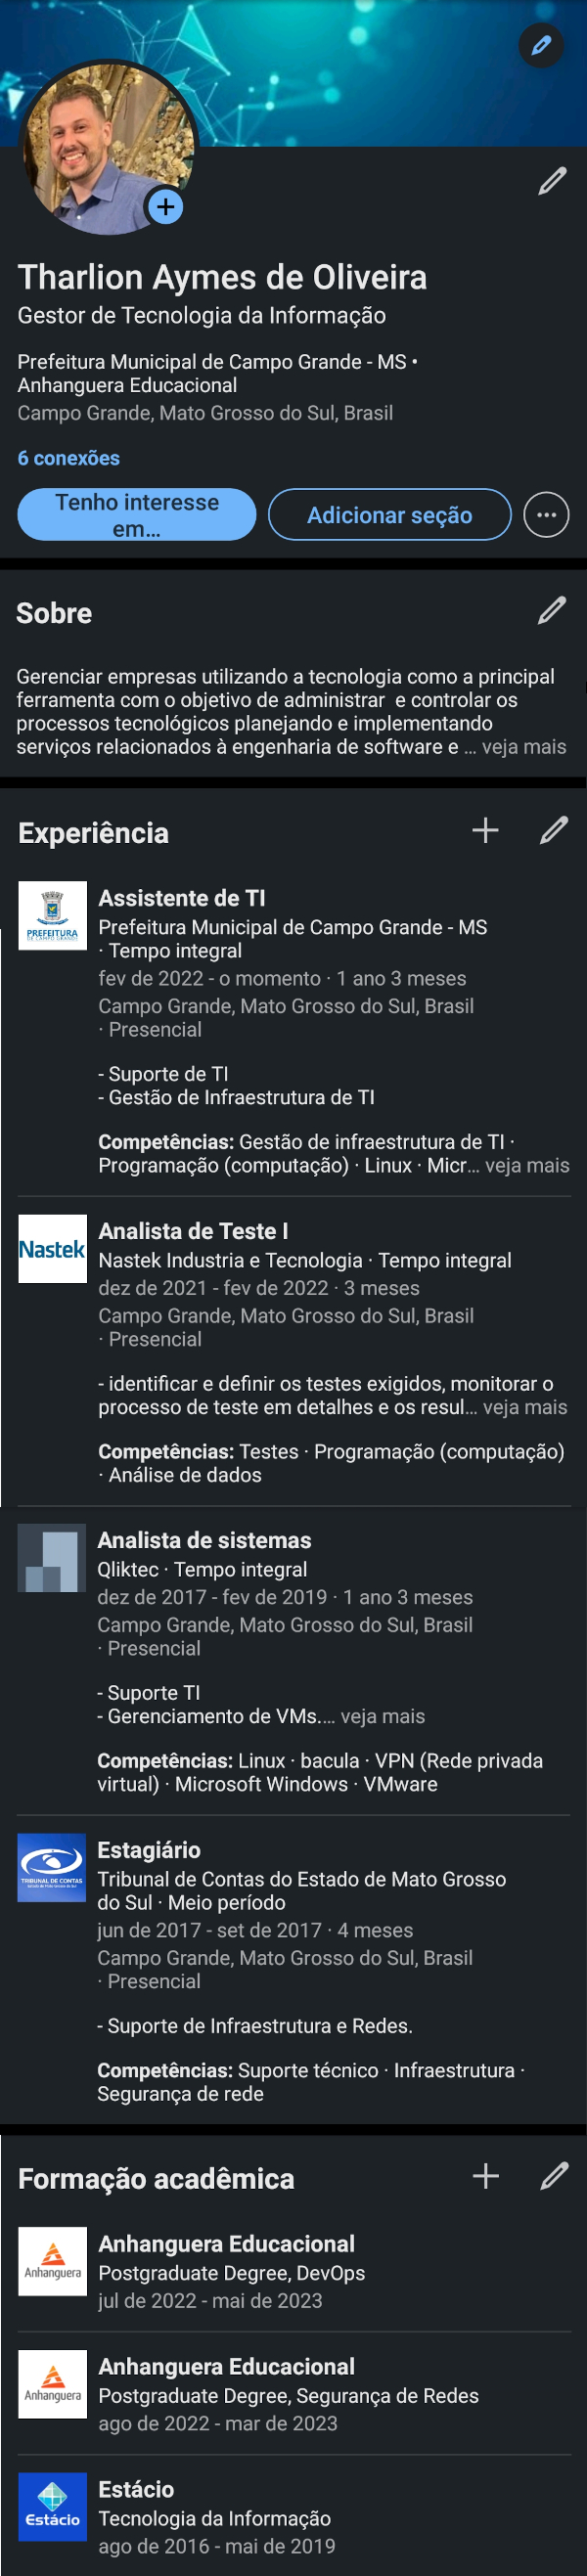 Tharlion Aymes de Oliveira
Gestor de Tecnologia da Informação
Prefeitura Municipal de Campo Grande - MS •
Anhanguera Educacional
Campo Grande, Mato Grosso do Sul, Brasil
6 conexões
Tenho interesse
em...
Adicionar seção
Sobre
Gerenciar empresas utilizando a tecnologia como a principal
ferramenta com o objetivo de administrar  e controlar os
processos tecnológicos planejando e implementando
serviços relacionados à engenharia de software e ... veja mais
Experiência
PREFEITURA
DE CAMPO GRANDE
Assistente de TI
Prefeitura Municipal de Campo Grande - MS
· Tempo integral
fev de 2022 - o momento · 1 ano 3 meses
Campo Grande, Mato Grosso do Sul, Brasil
· Presencial
- Suporte de TI
- Gestão de Infraestrutura de TI
Competências: Gestão de infraestrutura de TI ·
Programação (computação) · Linux · Micr... veja mais
Nastek
Analista de Teste I
Nastek Industria e Tecnologia · Tempo integral
dez de 2021 - fev de 2022 · 3 meses
Campo Grande, Mato Grosso do Sul, Brasil
· Presencial
- identificar e definir os testes exigidos, monitorar o
processo de teste em detalhes e os resul... veja mais
Competências: Testes · Programação (computação)
· Análise de dados
Analista de sistemas
Qliktec · Tempo integral
dez de 2017 - fev de 2019 · 1 ano 3 meses
Campo Grande, Mato Grosso do Sul, Brasil
· Presencial
- Suporte TI
- Gerenciamento de VMs.... veja mais
Competências: Linux · bacula · VPN (Rede privada
virtual) · Microsoft Windows · VMware
TRIBUNAL DE CONTAS
Estagiário
Tribunal de Contas do Estado de Mato Grosso
do Sul · Meio período
jun de 2017 - set de 2017 · 4 meses
Campo Grande, Mato Grosso do Sul, Brasil
· Presencial
- Suporte de Infraestrutura e Redes.
Competências: Suporte técnico · Infraestrutura ·
Segurança de rede
Formação acadêmica
Anhanguera
Anhanguera Educacional
Postgraduate Degree, DevOps
jul de 2022 - mai de 2023
Anhanguera
Anhanguera Educacional
Postgraduate Degree, Segurança de Redes
ago de 2022 - mar de 2023
Estácio
Estácio
Tecnologia da Informação
ago de 2016 - mai de 2019